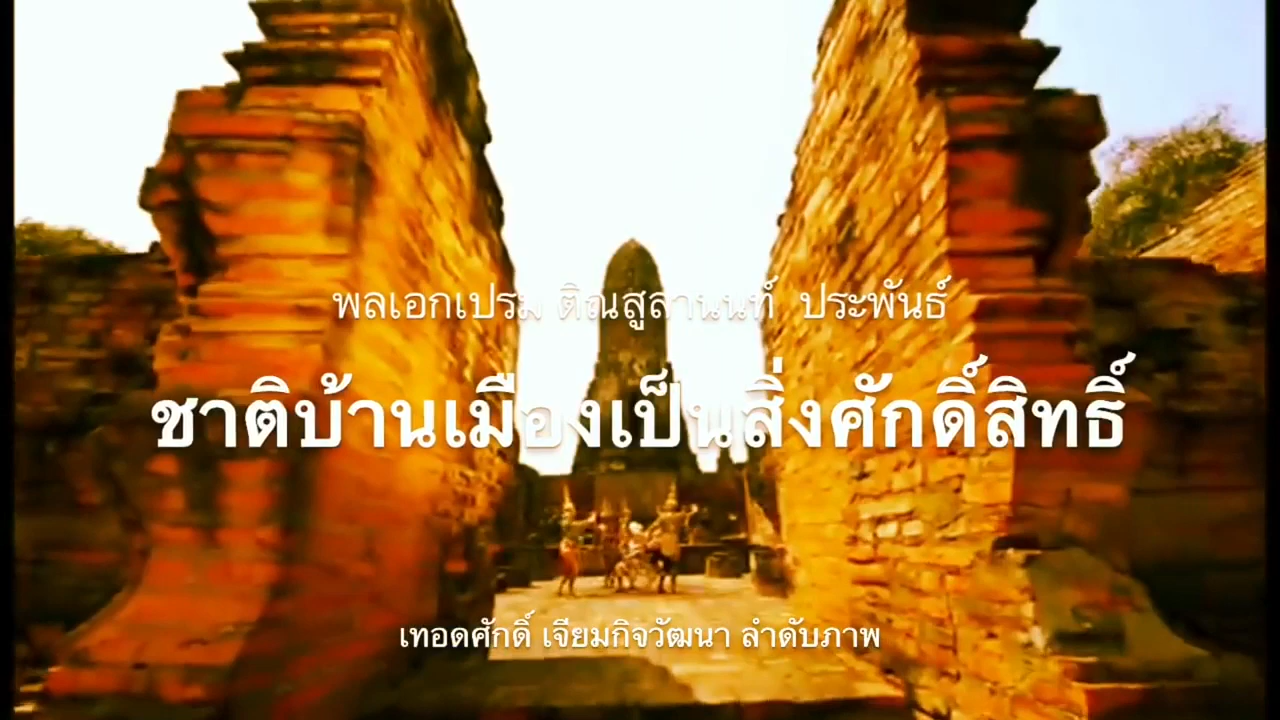 พลเอกเปรม ติณสูลานนท์ ประพันธ์
ชาติบ้านเมืองเป็นสิ่งศักดิ์สิทธิ์
เทอดศักดิ์ เจียมกิจวัฒนา ลำดับภาพ